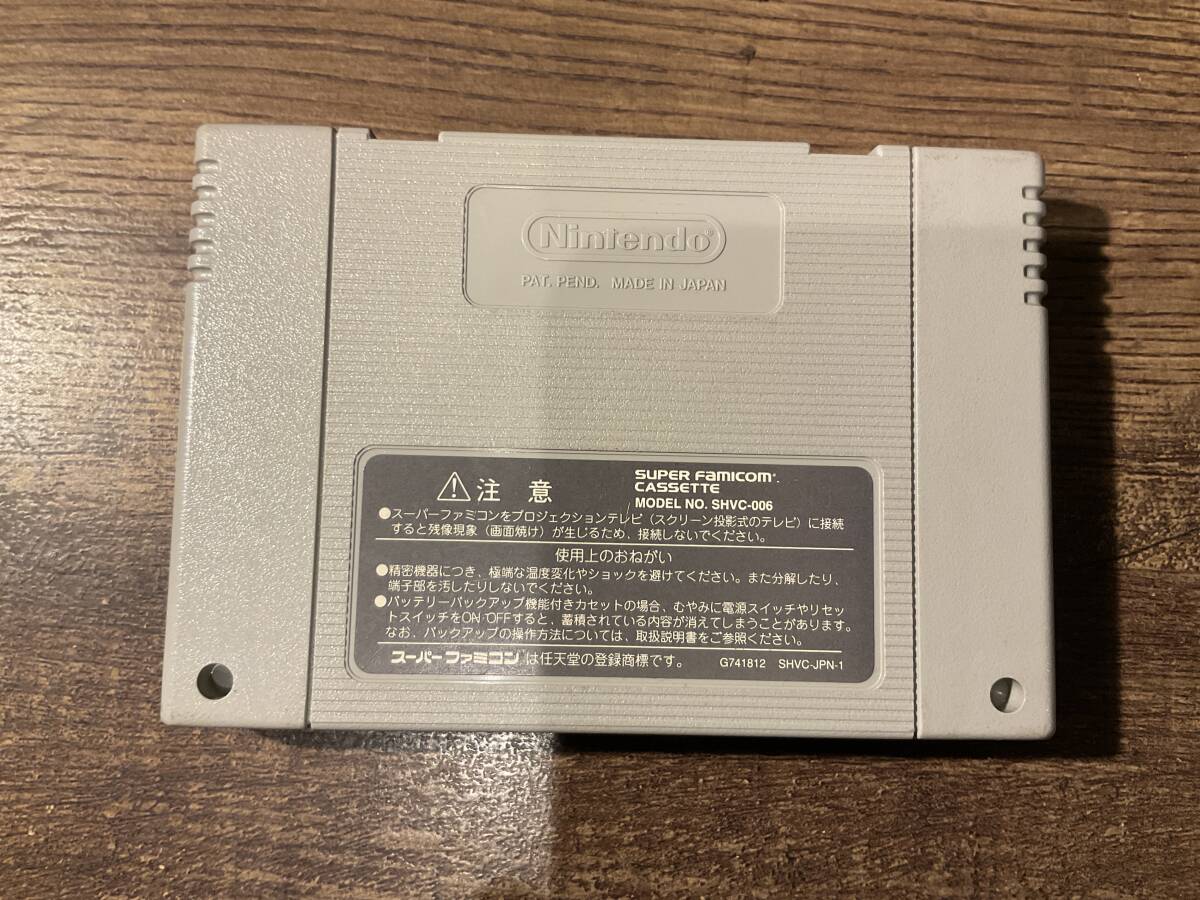 Nintendo®
PAT. PEND. MADE IN JAPAN
注意
SUPER FAMICOM®
CASSETTE
MODEL NO. SHVC-006
●スーパーファミコンをプロジェクションテレビ（スクリーン投影式のテレビ）に接続
すると残像現象（画面焼け）が生じるため、接続しないでください。
使用上のおねがい
●精密機器につき、極端な温度変化やショックを避けてください。また分解したり、
端子部を汚したりしないでください。
●バッテリーバックアップ機能付きカセットの場合、むやみに電源スイッチやリセッ
トスイッチをON/OFFすると、蓄積されている内容が消えてしまうことがあります。
なお、バックアップの操作方法については、取扱説明書をご参照ください。
スーパーファミコンは任天堂の登録商標です。 G741812 SHVC-JPN-1